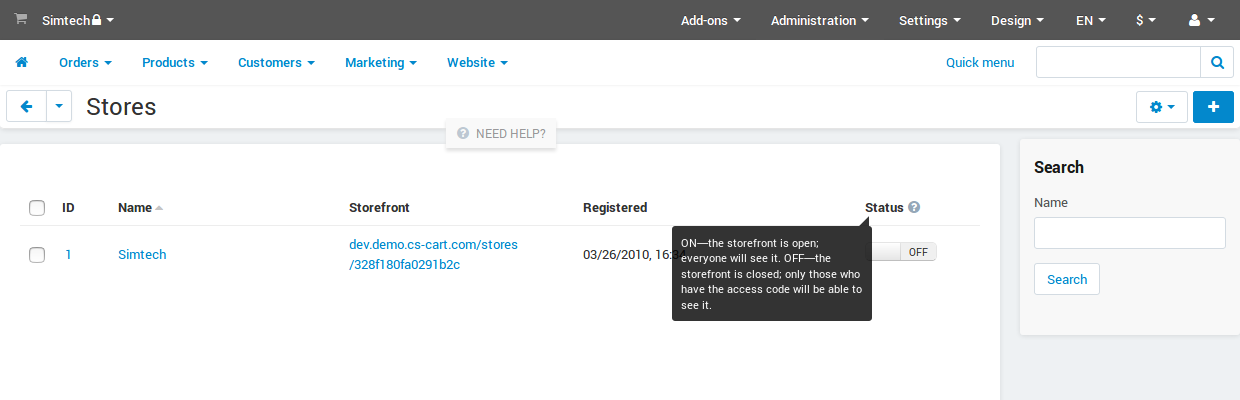 Simtech Add-ons Administration Settings Design EN $
Orders Products Customers Marketing Website Quick menu
Stores
NEED HELP?
Search
Name
Search
ID Name Storefront Registered Status
1 Simtech dev.demo.cs-cart.com/stores
/328f180fa0291b2c 03/26/2010, 16:3 OFF
ON—the storefront is open;
everyone will see it. OFF—the
storefront is closed; only those who
have the access code will be able to
see it.